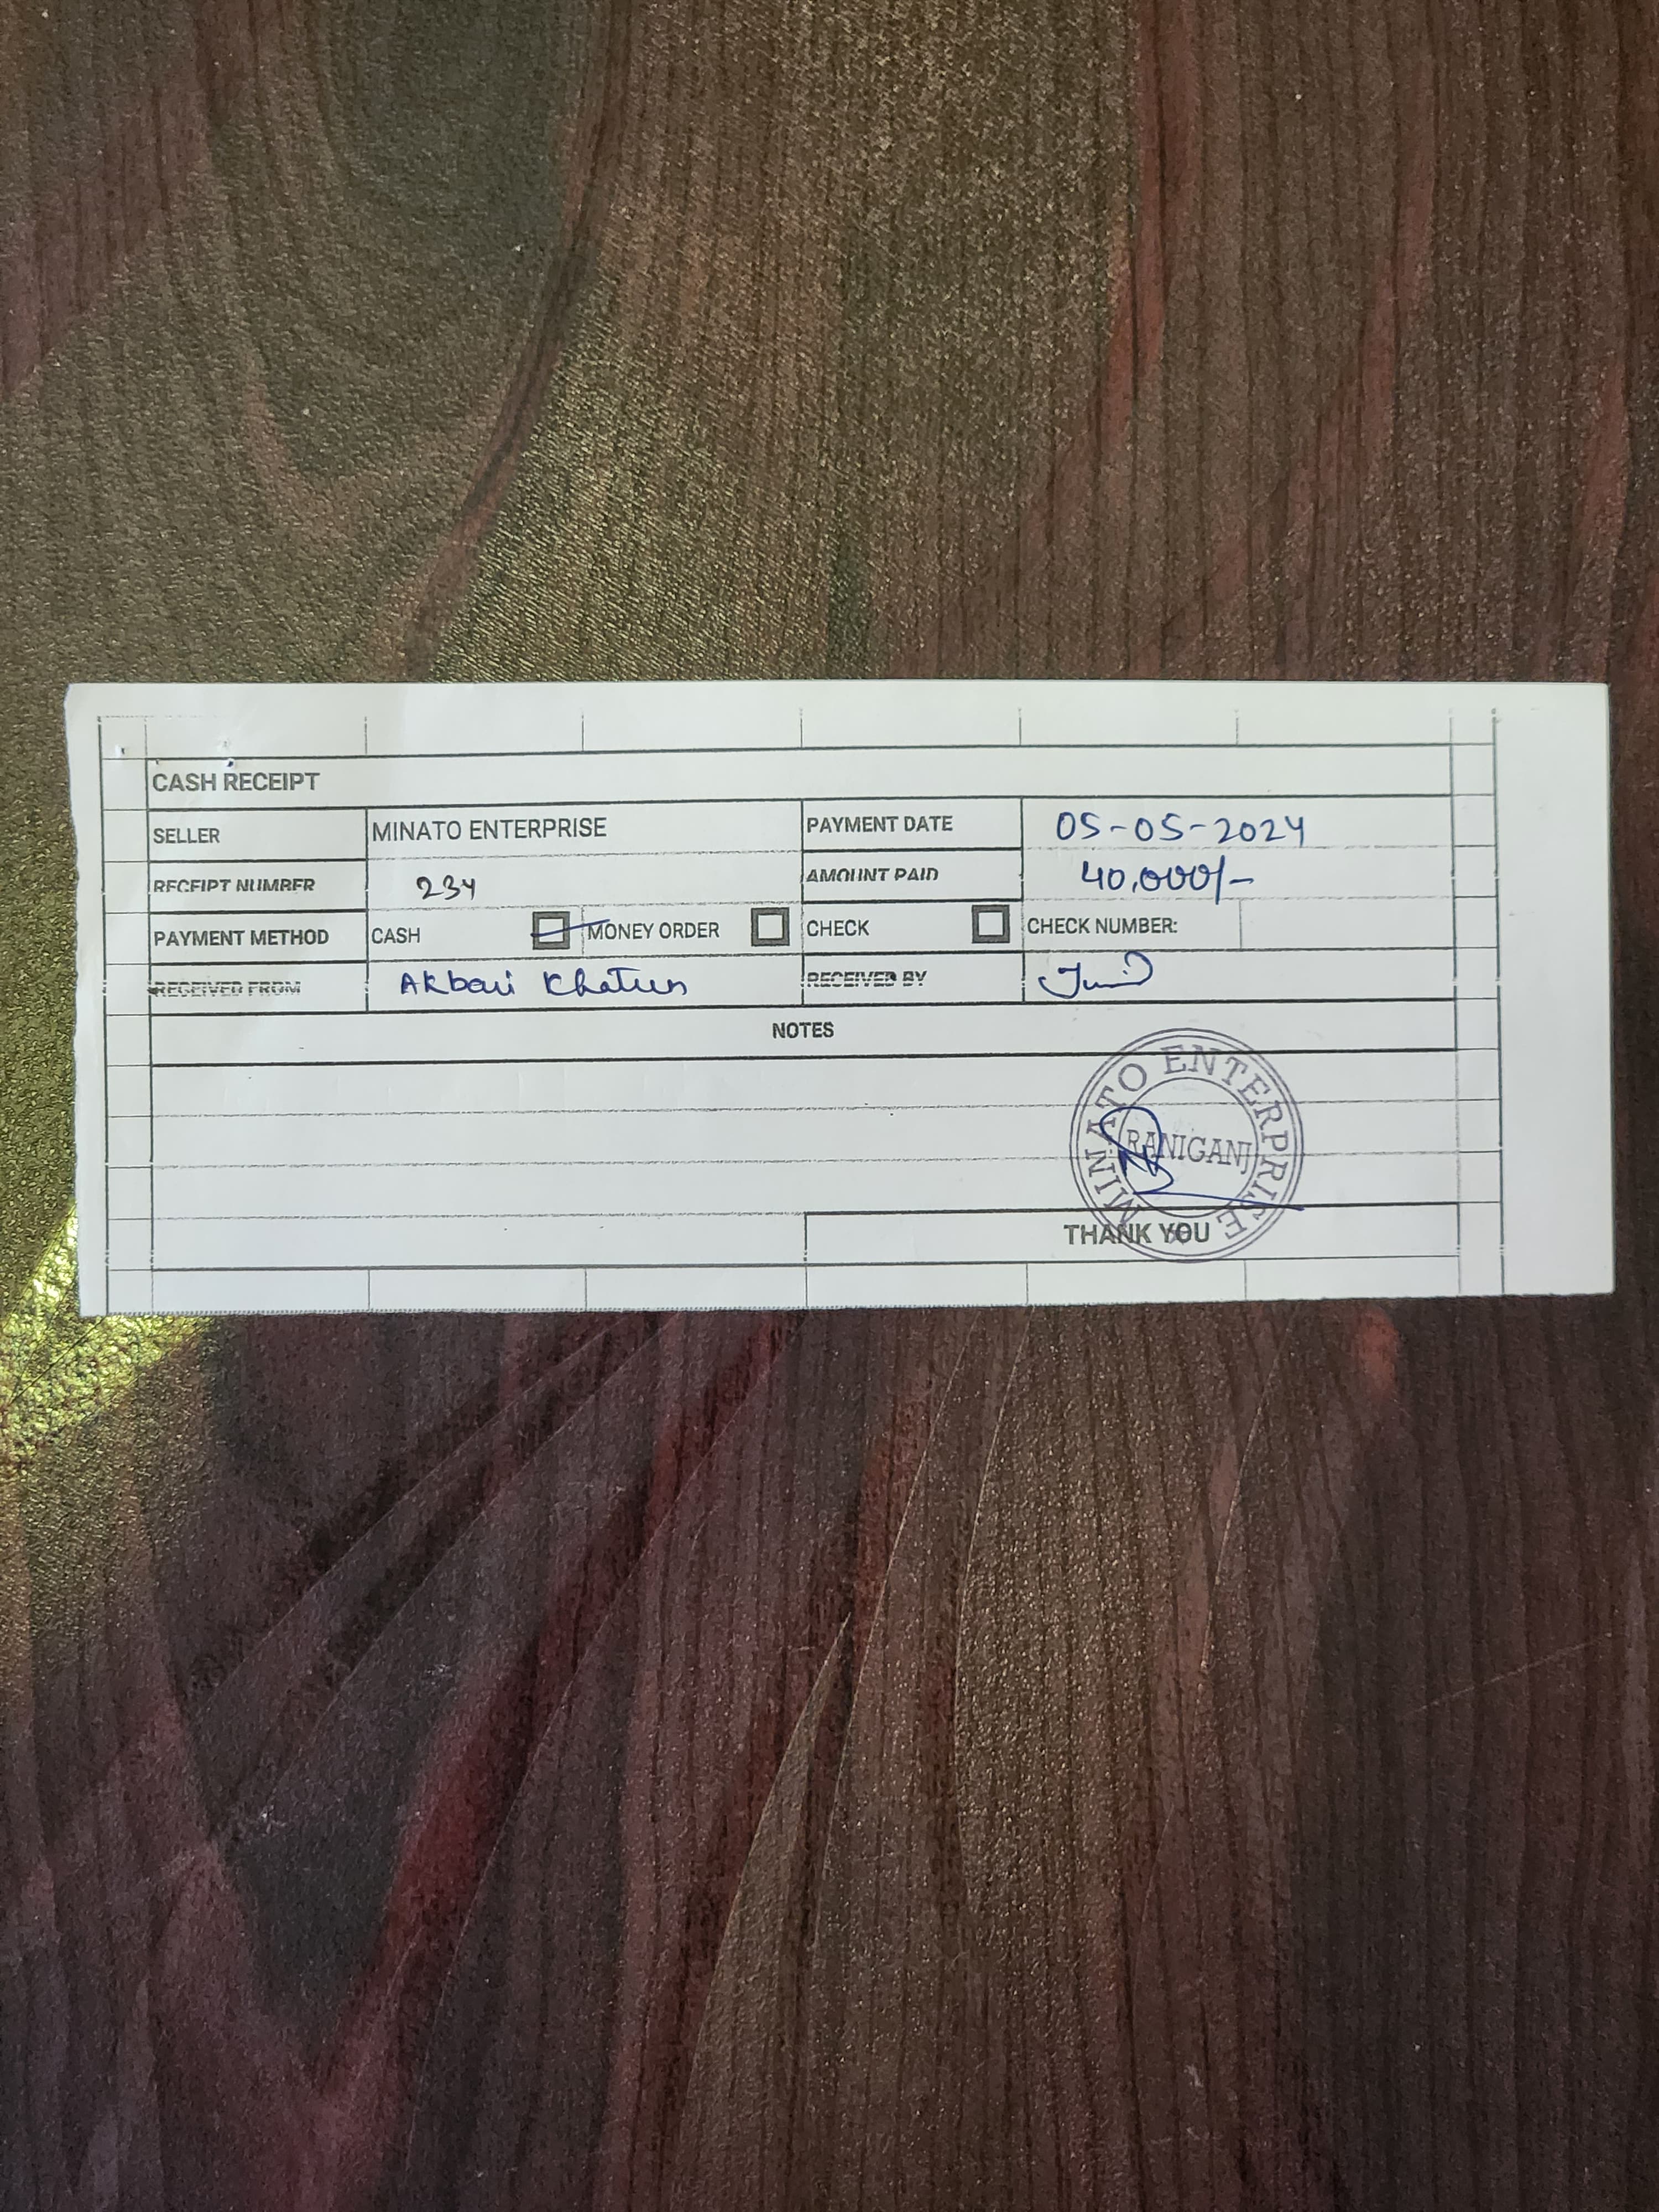 CASH RECEIPT
SELLER MINATO ENTERPRISE PAYMENT DATE 05-05-2024
RECEIPT NUMBER 234 AMOUNT PAID 40,000/-
PAYMENT METHOD CASH MONEY ORDER CHECK CHECK NUMBER:
RECEIVED FROM Akbari Khatun RECEIVED BY
NOTES
MINATO ENTERPRISE
RANIGANJ
THANK YOU